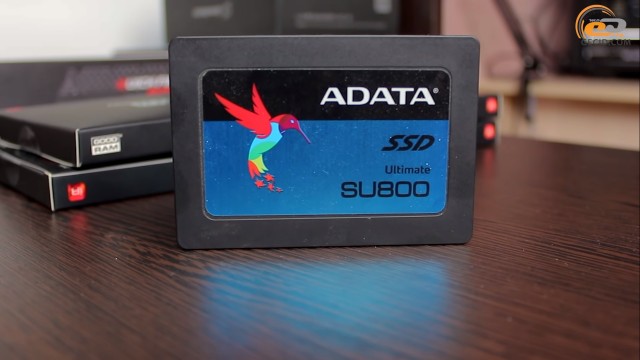 ADATA®
SSD
Ultimate
SU800
GOOD
RAM